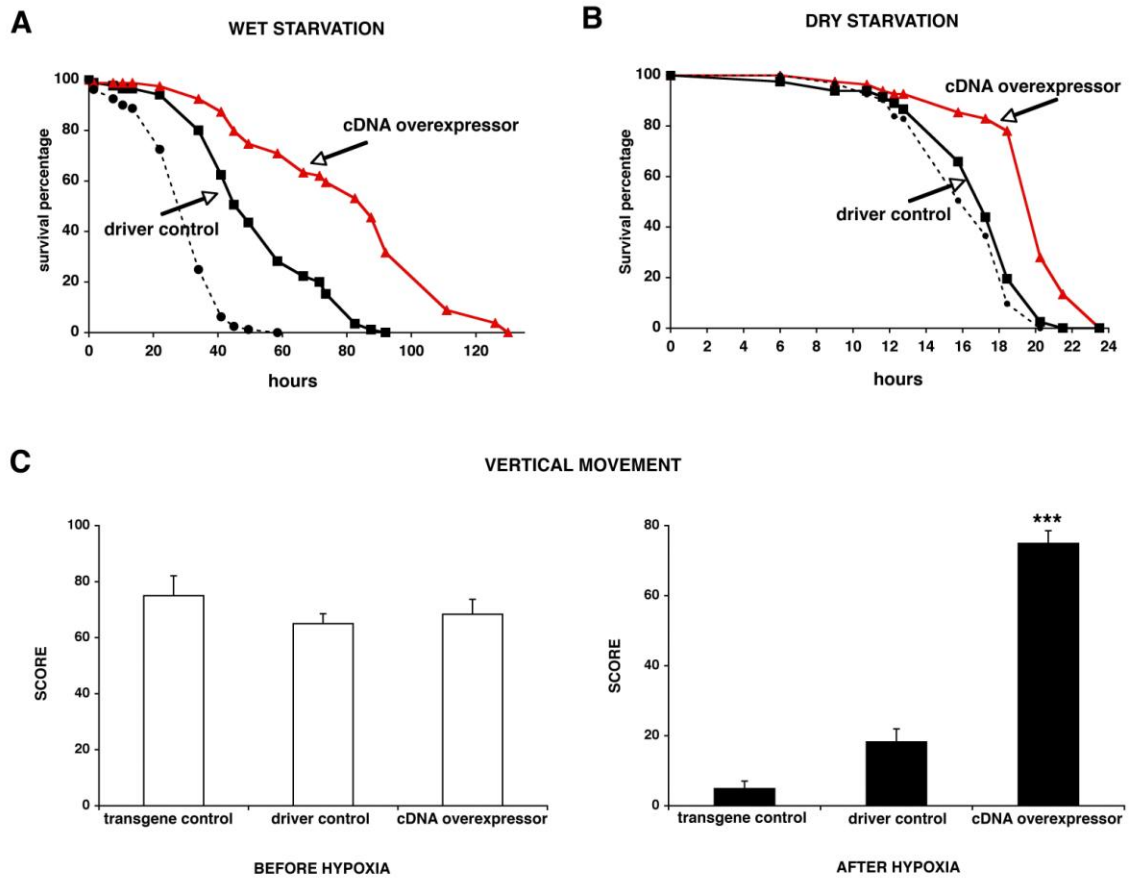 A
WET STARVATION
survival percentage
100
80
60
40
20
0
0 20 40 60 80 100 120
hours
cDNA overexpressor
driver control
B
DRY STARVATION
Survival percentage
100
80
60
40
20
0
0 2 4 6 8 10 12 14 16 18 20 22 24
hours
cDNA overexpressor
driver control
C
VERTICAL MOVEMENT
SCORE
100
80
60
40
20
0
transgene control driver control cDNA overexpressor
BEFORE HYPOXIA
SCORE
80
60
40
20
0
***
transgene control driver control cDNA overexpressor
AFTER HYPOXIA